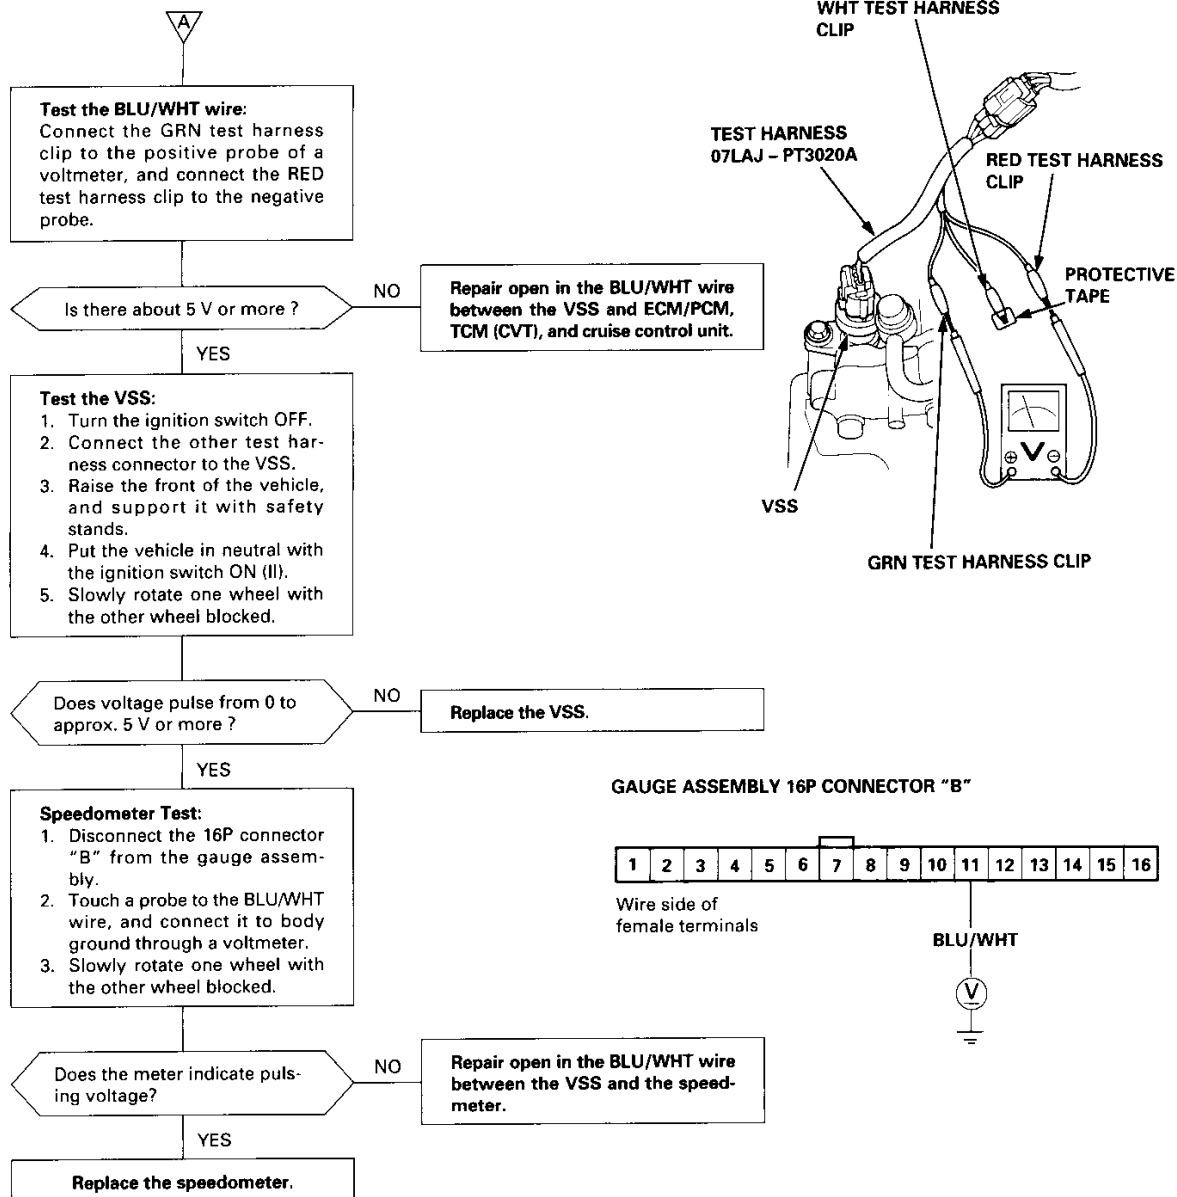 A
Test the BLU/WHT wire:
Connect the GRN test harness
clip to the positive probe of a
voltmeter, and connect the RED
test harness clip to the negative
probe.
Is there about 5 V or more ?
NO
Repair open in the BLU/WHT wire
between the VSS and ECM/PCM,
TCM (CVT), and cruise control unit.
YES
Test the VSS:
1. Turn the ignition switch OFF.
2. Connect the other test har-
ness connector to the VSS.
3. Raise the front of the vehicle,
and support it with safety
stands.
4. Put the vehicle in neutral with
the ignition switch ON (II).
5. Slowly rotate one wheel with
the other wheel blocked.
Does voltage pulse from 0 to
approx. 5 V or more ?
NO
Replace the VSS.
YES
Speedometer Test:
1. Disconnect the 16P connector
"B" from the gauge assem-
bly.
2. Touch a probe to the BLU/WHT
wire, and connect it to body
ground through a voltmeter.
3. Slowly rotate one wheel with
the other wheel blocked.
Does the meter indicate puls-
ing voltage?
NO
Repair open in the BLU/WHT wire
between the VSS and the speed-
meter.
YES
Replace the speedometer.
WHT TEST HARNESS
CLIP
TEST HARNESS
07LAJ – PT3020A
RED TEST HARNESS
CLIP
PROTECTIVE
TAPE
+ V –
VSS
GRN TEST HARNESS CLIP
GAUGE ASSEMBLY 16P CONNECTOR "B"
1 2 3 4 5 6 7 8 9 10 11 12 13 14 15 16
Wire side of
female terminals
BLU/WHT
V